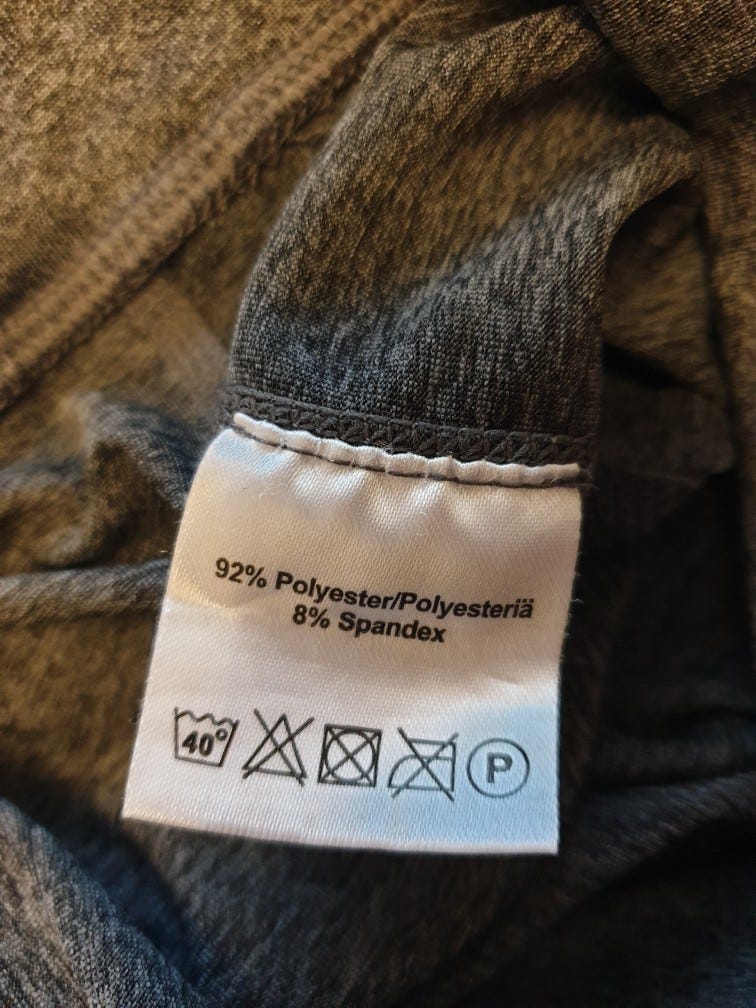 92% Polyester/Polyesteriä
8% Spandex
40° P